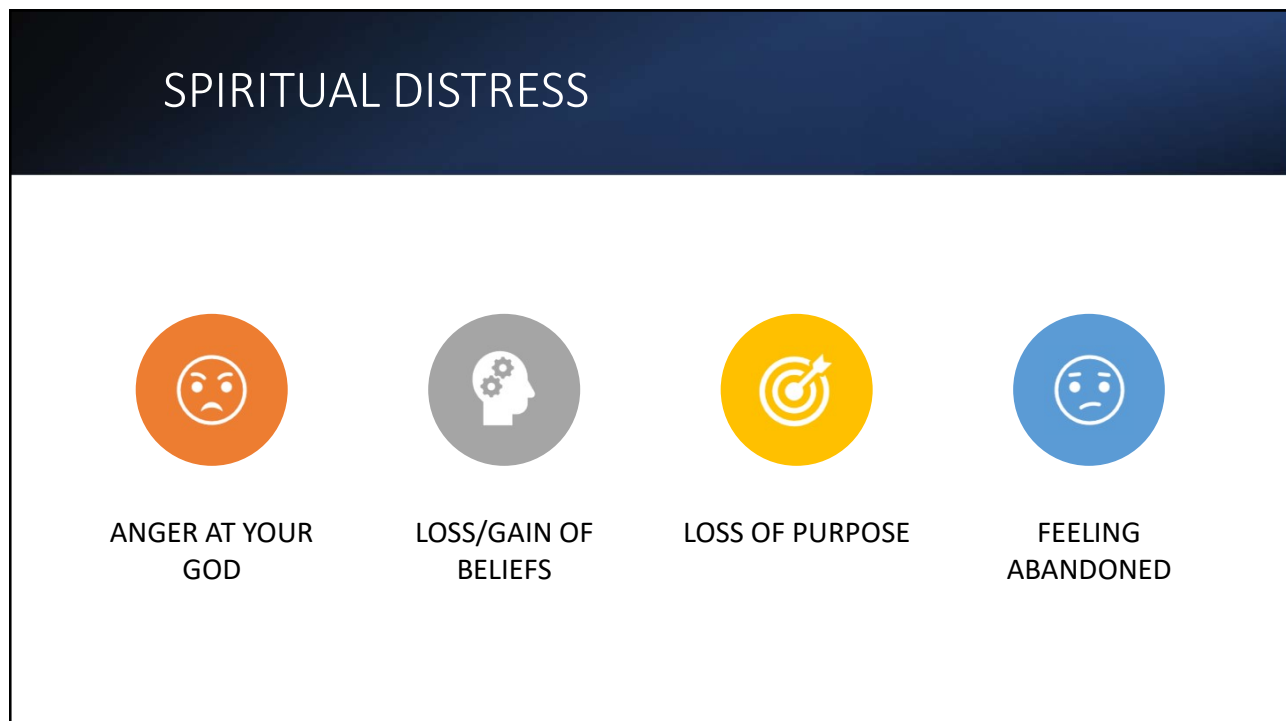 SPIRITUAL DISTRESS
ANGER AT YOUR
GOD
LOSS/GAIN OF
BELIEFS
LOSS OF PURPOSE
FEELING
ABANDONED